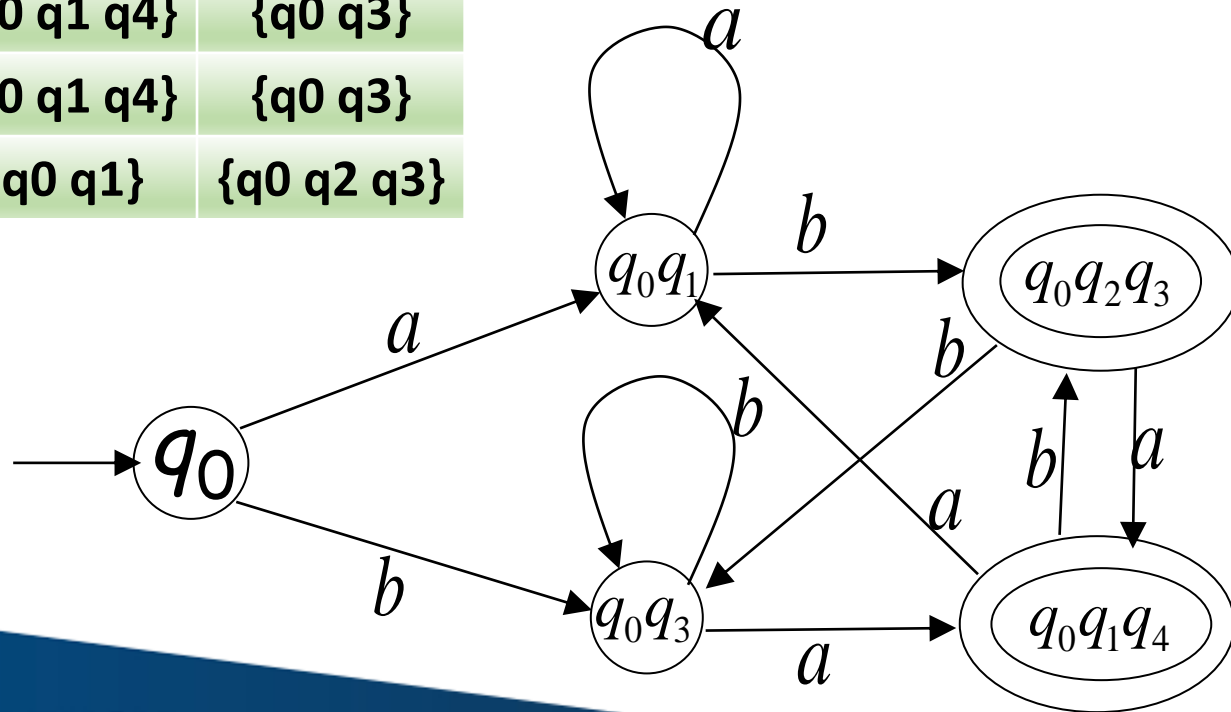 0 q1 q4} {q0 q3}
0 q1 q4} {q0 q3}
q0 q1} {q0 q2 q3}
a
b
q₀q₁
q₀q₂q₃
a
b
b
q₀
b
a
a
b
q₀q₃
a
q₀q₁q₄